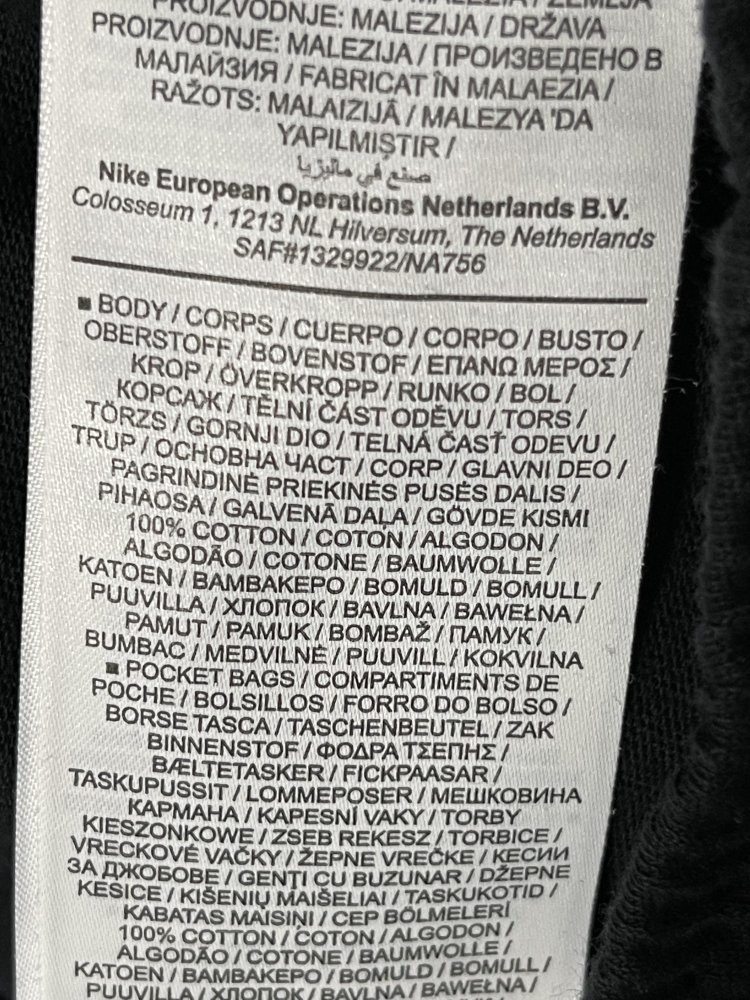 PROIZVODNJE: MALEZIJA / DRŽAVA
PROIZVODNJE: MALEZIJA / ПРОИЗВЕДЕНО В
МАЛАЙЗИЯ / FABRICAT ÎN MALAEZIA /
RAŽOTS: MALAIZIJĀ / MALEZYA 'DA
YAPILMIŞTIR /
صنع في ماليزيا
Nike European Operations Netherlands B.V.
Colosseum 1, 1213 NL Hilversum, The Netherlands
SAF#1329922/NA756
■ BODY / CORPS / CUERPO / CORPO / BUSTO /
OBERSTOFF / BOVENSTOF / ΕΠΑΝΩ ΜΕΡΟΣ /
KROP / ÖVERKROPP / RUNKO / BOL /
КОРСАЖ / TĚLNÍ ČÁST ODĚVU / TORS /
TÖRZS / GORNJI DIO / TELNÁ ČASŤ ODEVU /
TRUP / ОСНОВНА ЧАСТ / CORP / GLAVNI DEO /
PAGRINDINĖ PRIEKINĖS PUSĖS DALIS /
PIHAOSA / GALVENĀ DAĻA / GÖVDE KISMI
100% COTTON / COTON / ALGODON /
ALGODÃO / COTONE / BAUMWOLLE /
KATOEN / ΒΑΜΒΑΚΕΡΟ / BOMULD / BOMULL /
PUUVILLA / ХЛОПОК / BAVLNA / BAWEŁNA /
PAMUT / PAMUK / BOMBAŽ / ПАМУК /
BUMBAC / MEDVILNĖ / PUUVILL / KOKVILNA
■ POCKET BAGS / COMPARTIMENTS DE
POCHE / BOLSILLOS / FORRO DO BOLSO /
BORSE TASCA / TASCHENBEUTEL / ZAK
BINNENSTOF / ΦΟΔΡΑ ΤΣΕΠΗΣ /
BÆLTETASKER / FICKPAASAR /
TASKUPUSSIT / LOMMEPOSER / МЕШКОВИНА
КАРМАНА / KAPESNÍ VAKY / TORBY
KIESZONKOWE / ZSEB REKESZ / TORBICE /
VRECKOVÉ VAČKY / ŽEPNE VREČKE / КЕСИИ
ЗА ДЖОБОВЕ / GENȚI CU BUZUNAR / DŽEPNE
KESICE / KIŠENIŲ MAIŠELIAI / TASKUKOTID /
KABATAS MAISIŅI / CEP BÖLMELERİ
100% COTTON / COTON / ALGODON /
ALGODÃO / COTONE / BAUMWOLLE /
KATOEN / ΒΑΜΒΑΚΕΡΟ / BOMULD / BOMULL /
PUUVILLA / ХЛОПОК / BAVLNA / BAWEŁNA /